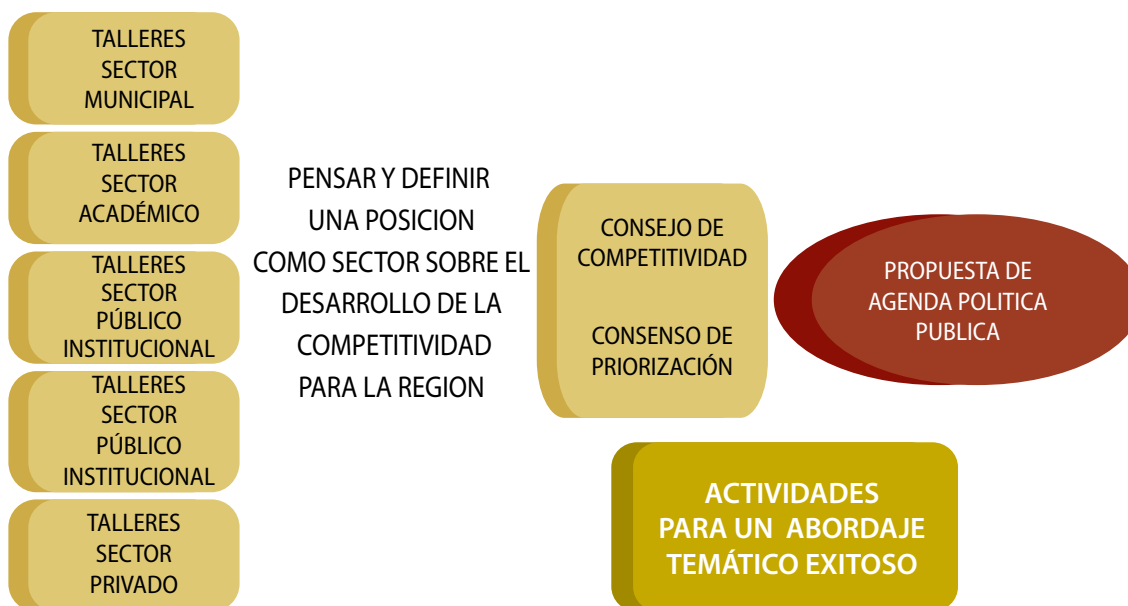 TALLERES
SECTOR
MUNICIPAL
TALLERES
SECTOR
ACADÉMICO
TALLERES
SECTOR
PÚBLICO
INSTITUCIONAL
TALLERES
SECTOR
PÚBLICO
INSTITUCIONAL
TALLERES
SECTOR
PRIVADO
PENSAR Y DEFINIR
UNA POSICION
COMO SECTOR SOBRE EL
DESARROLLO DE LA
COMPETITIVIDAD
PARA LA REGION
CONSEJO DE
COMPETITIVIDAD
CONSENSO DE
PRIORIZACIÓN
PROPUESTA DE
AGENDA POLITICA
PUBLICA
ACTIVIDADES
PARA UN ABORDAJE
TEMÁTICO EXITOSO